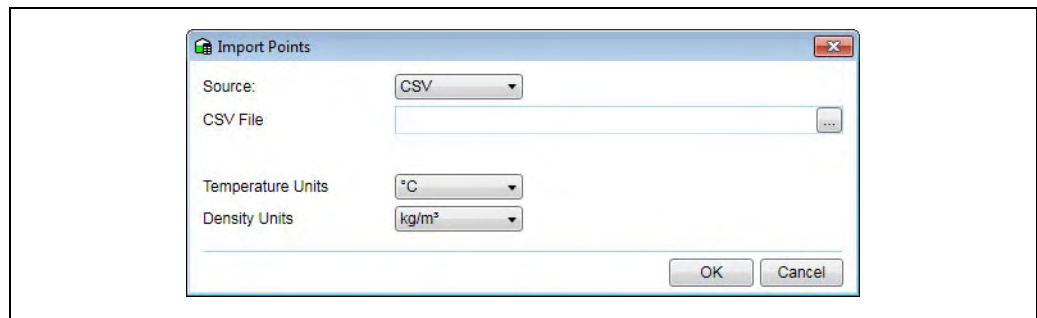 Import Points
Source: CSV
CSV File ...
Temperature Units °C
Density Units kg/m³
OK Cancel